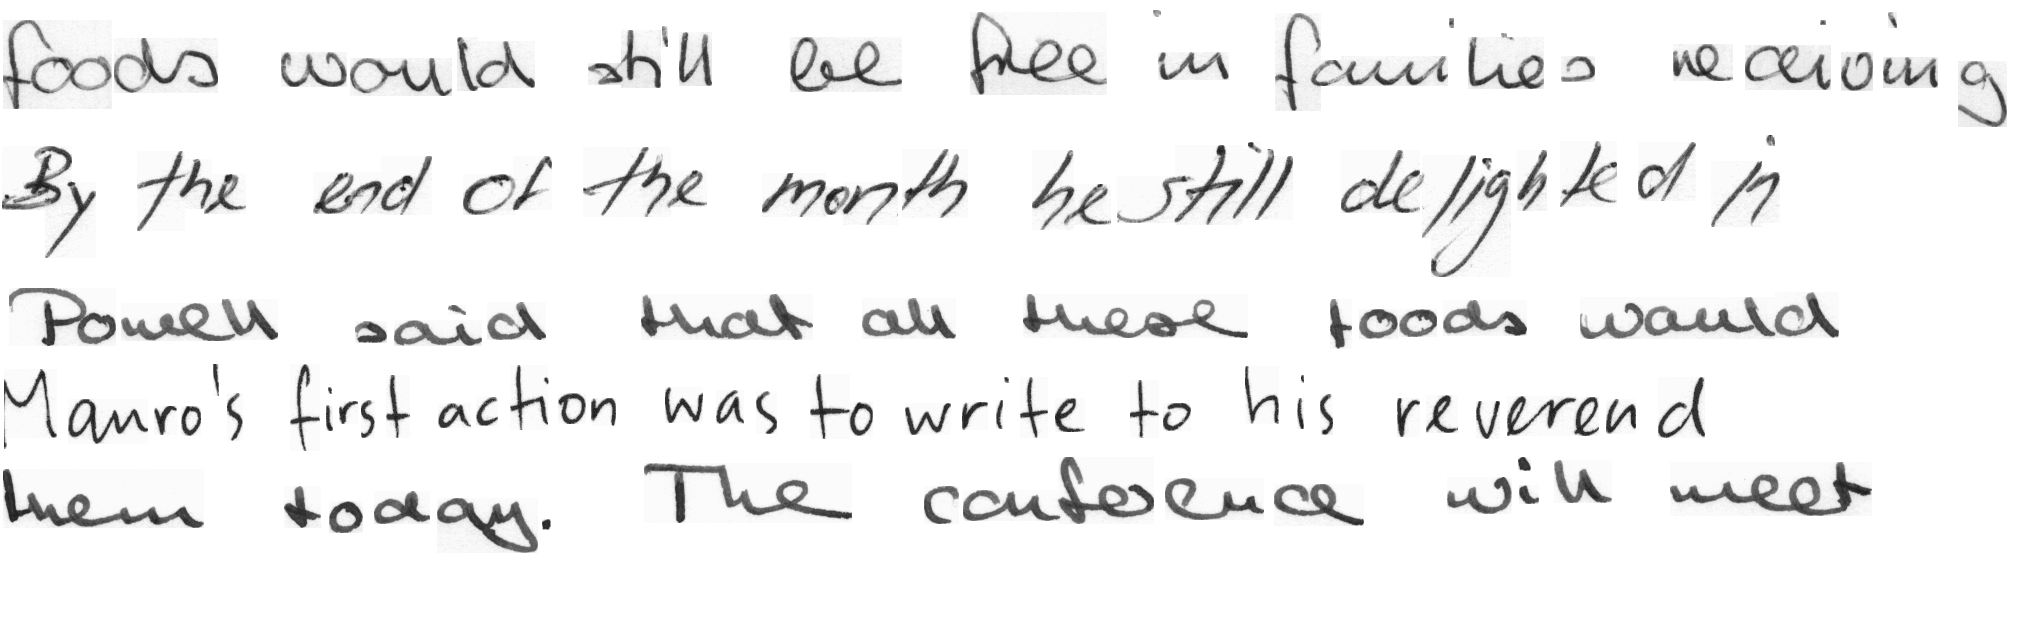 foods would still be free in families receiving
By the end of the month he still delighted in
Powell said that all these foods would
Manro's first action was to write to his reverend
them today. The conference will meet